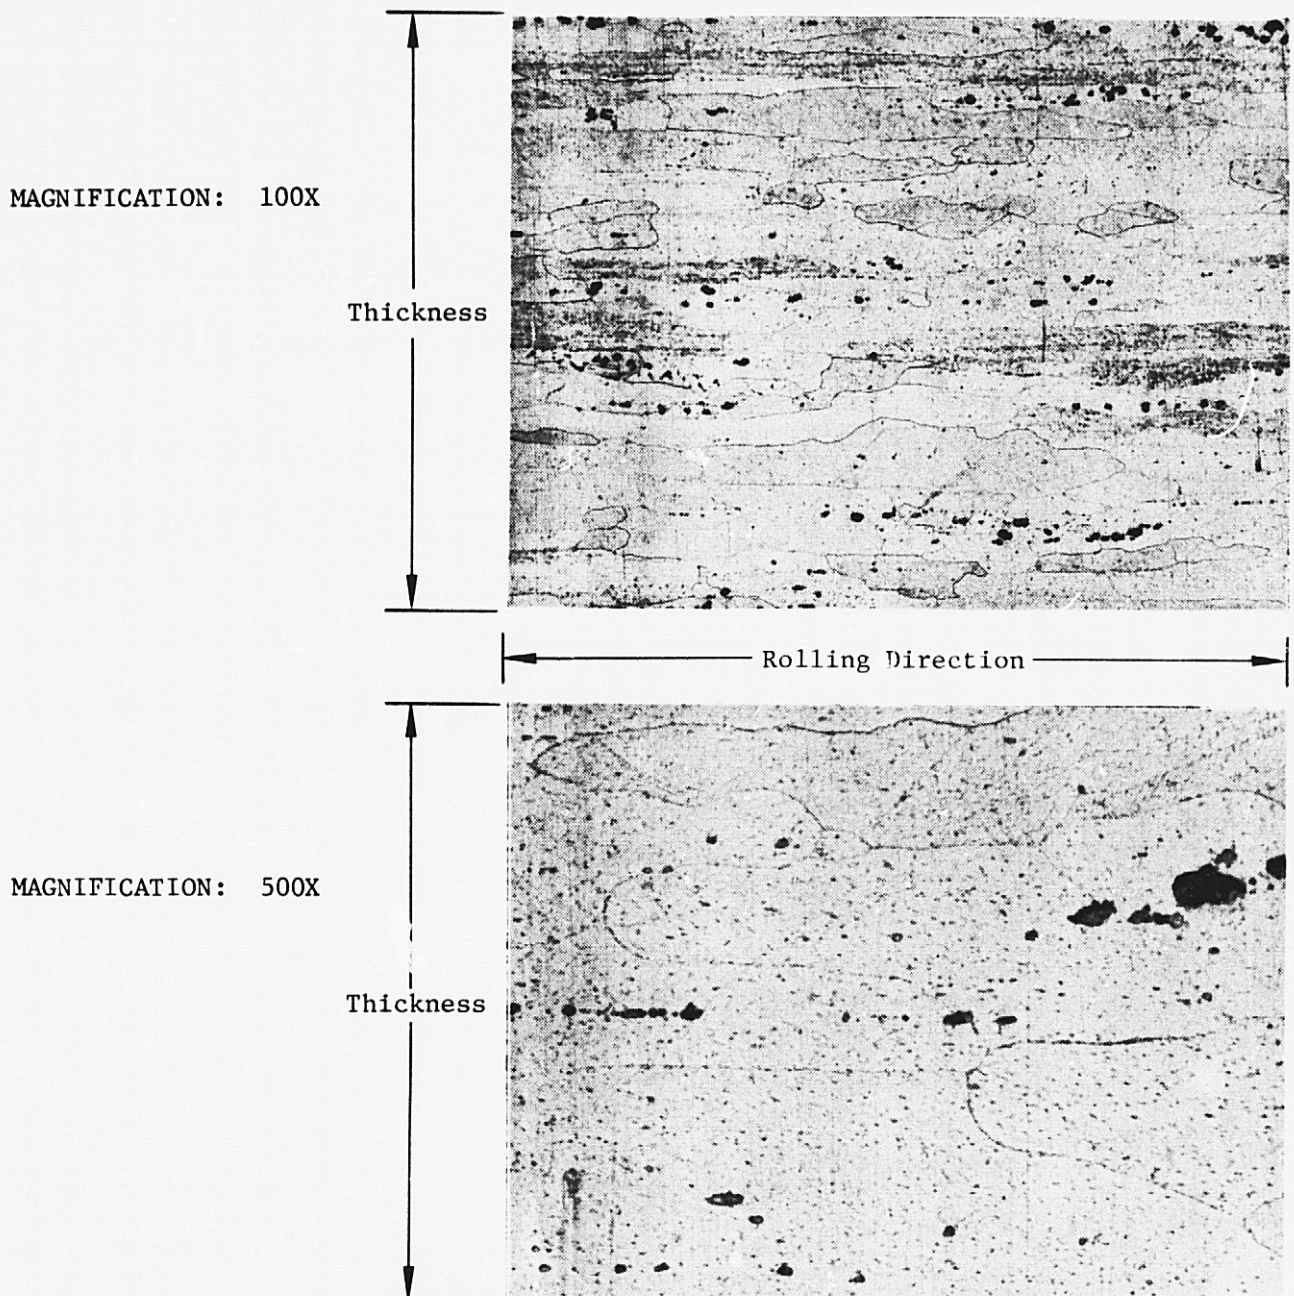 MAGNIFICATION: 100X
Thickness
Rolling Direction
MAGNIFICATION: 500X
Thickness